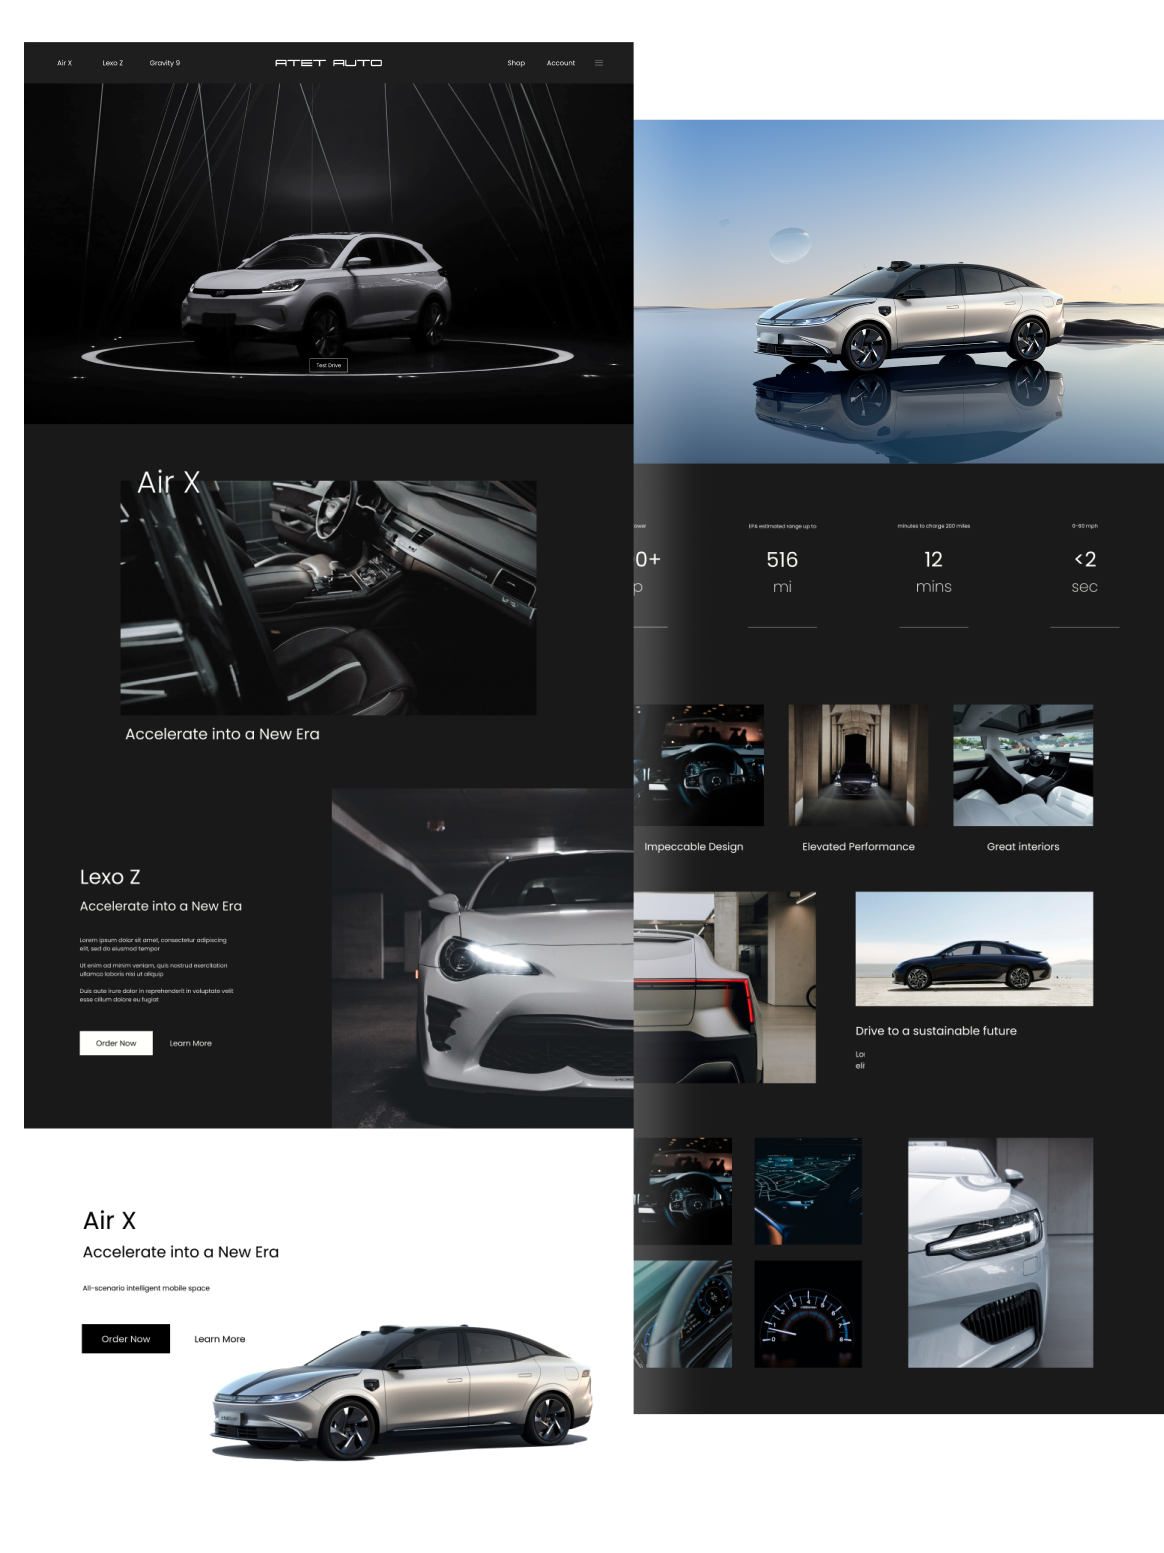 Air X
Lexo Z
Gravity 9
ATET AUTO
Shop
Account
Test Drive
Air X
Accelerate into a New Era
Lexo Z
Accelerate into a New Era
Lorem ipsum dolor sit amet, consectetur adipiscing
elit, sed do eiusmod tempor
Ut enim ad minim veniam, quis nostrud exercitation
ullamco laboris nisi ut aliquip
Duis aute irure dolor in reprehenderit in voluptate velit
esse cillum dolore eu fugiat
Order Now
Learn More
Air X
Accelerate into a New Era
All-scenario intelligent mobile space
Order Now
Learn More
0+
p
EPA estimated range up to
516
mi
minutes to charge 200 miles
12
mins
0-60 mph
<2
sec
Impeccable Design
Elevated Performance
Great interiors
Drive to a sustainable future
Lo
eli